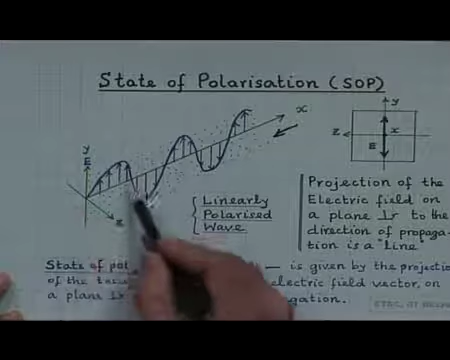 State of Polarisation (SOP)
x
y
E
z
y
z
x
E
Linearly
Polarised
Wave
Projection of the
Electric field on
a plane ⊥r to the
direction of propaga-
tion is a "Line"
State of pol — is given by the projection
of the electric field vector, on
a plane ⊥r